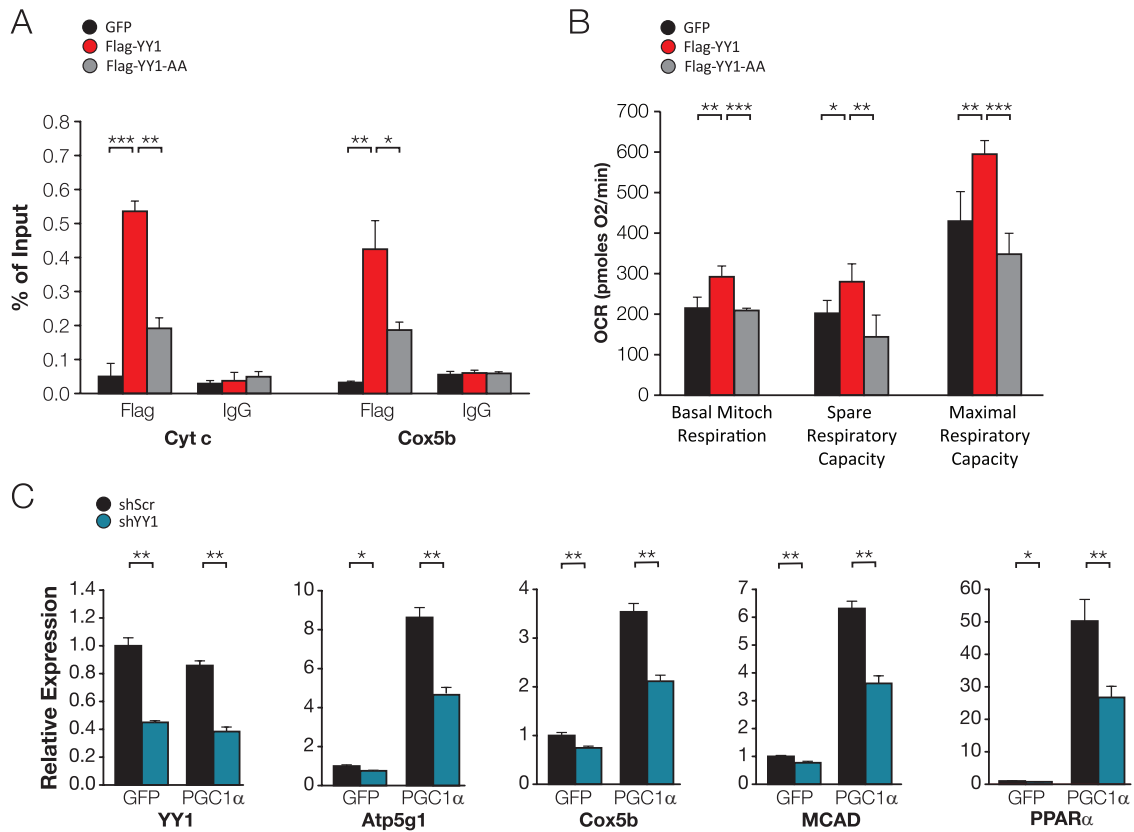 A
GFP
Flag-YY1
Flag-YY1-AA
*** ** ** *
% of Input
0.8
0.7
0.6
0.5
0.4
0.3
0.2
0.1
0.0
Flag IgG Flag IgG
Cyt c Cox5b
B
GFP
Flag-YY1
Flag-YY1-AA
** *** * ** ** ***
OCR (pmoles O2/min)
700
600
500
400
300
200
100
0
Basal Mitoch
Respiration
Spare
Respiratory
Capacity
Maximal
Respiratory
Capacity
C
shScr
shYY1
Relative Expression
** **
1.4
1.2
1.0
0.8
0.6
0.4
0.2
0.0
GFP PGC1α
YY1
* **
10
8
6
4
2
0
GFP PGC1α
Atp5g1
** **
4
3
2
1
0
GFP PGC1α
Cox5b
** **
7
6
5
4
3
2
1
0
GFP PGC1α
MCAD
* **
60
50
40
30
20
10
0
GFP PGC1α
PPARα